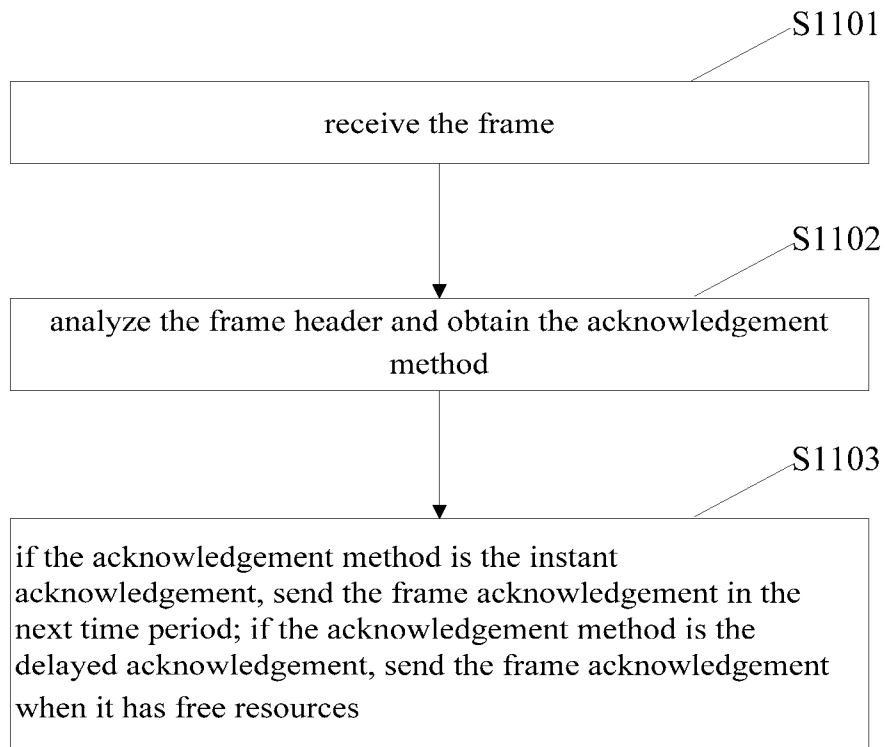 S1101
receive the frame
S1102
analyze the frame header and obtain the acknowledgement
method
S1103
if the acknowledgement method is the instant
acknowledgement, send the frame acknowledgement in the
next time period; if the acknowledgement method is the
delayed acknowledgement, send the frame acknowledgement
when it has free resources